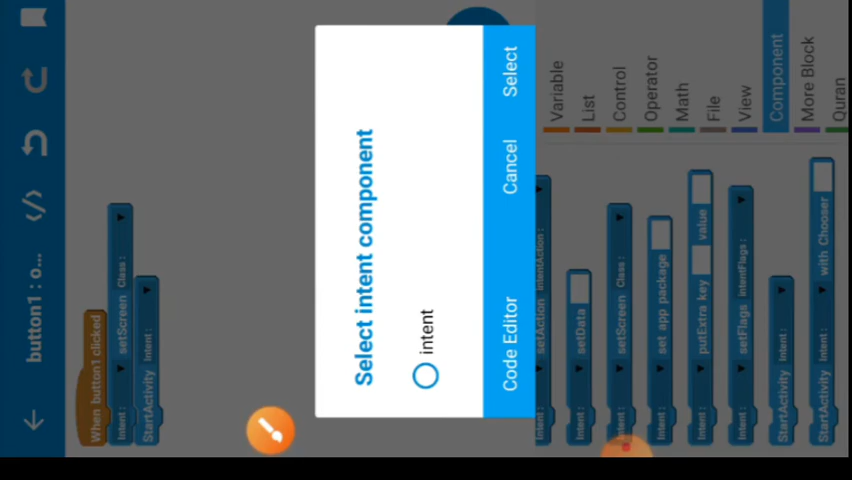 button1 : o...
When button1 clicked
Intent : setScreen Class :
StartActivity Intent :
Select intent component
intent
Code Editor Cancel Select
Variable
List
Control
Operator
Math
File
View
Component
More Block
Quran
setAction intentAction :
Intent : setData
Intent : setScreen Class :
Intent : set app package
Intent : putExtra key value
Intent : setFlags intentFlags :
StartActivity Intent :
StartActivity Intent : with Chooser